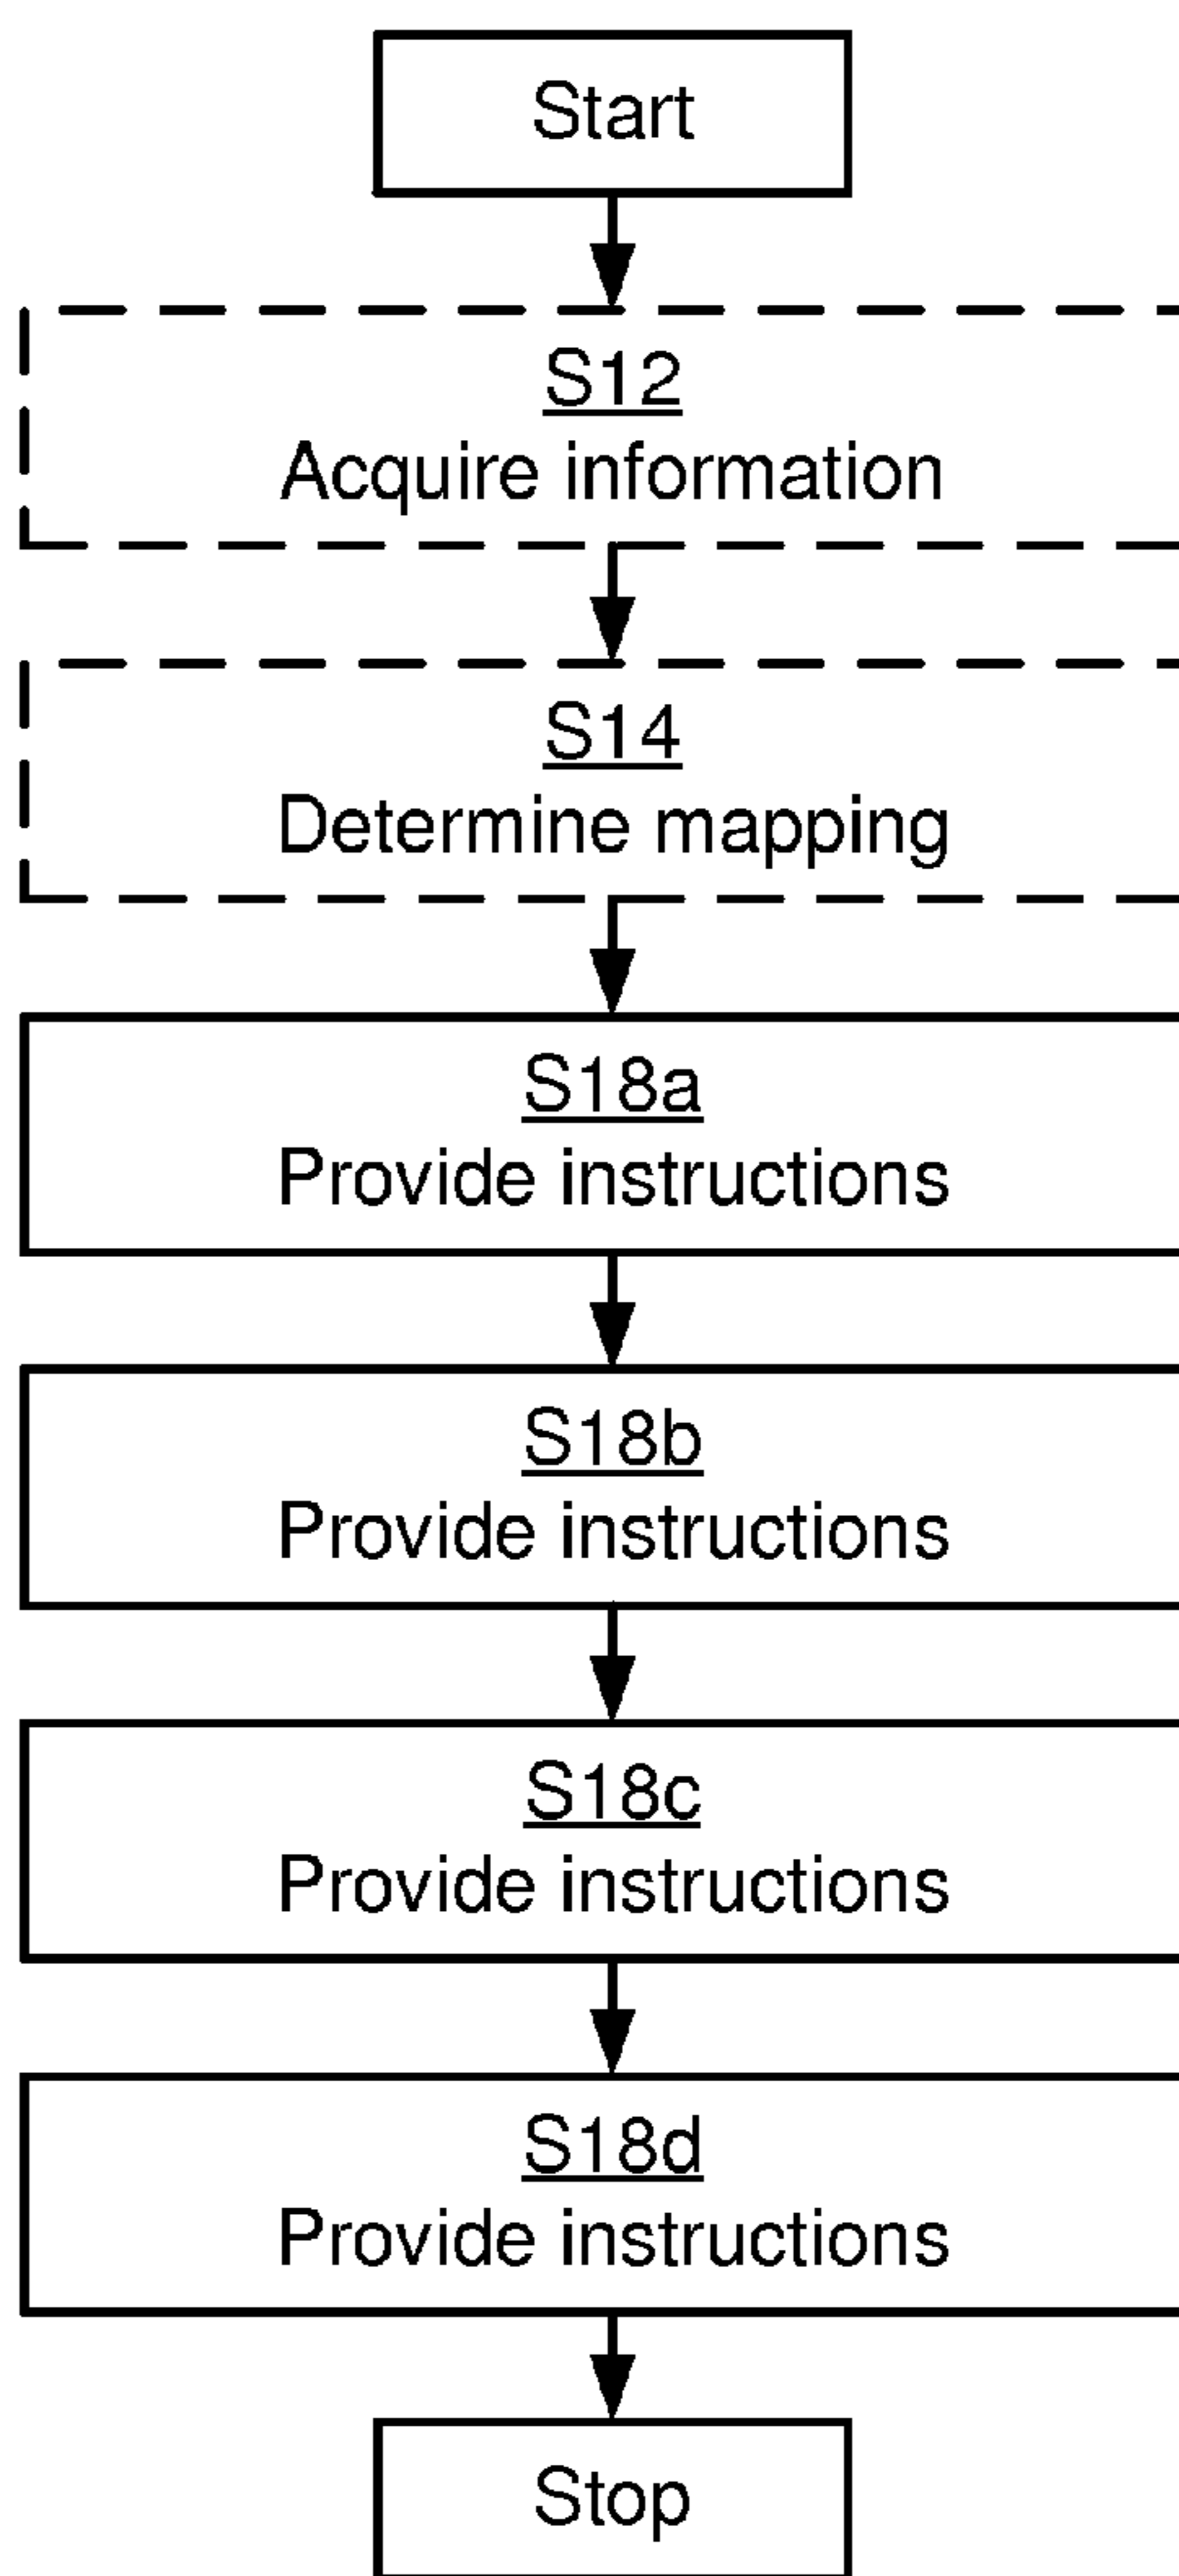 Start
S12
Acquire information
S14
Determine mapping
S18a
Provide instructions
S18b
Provide instructions
S18c
Provide instructions
S18d
Provide instructions
Stop